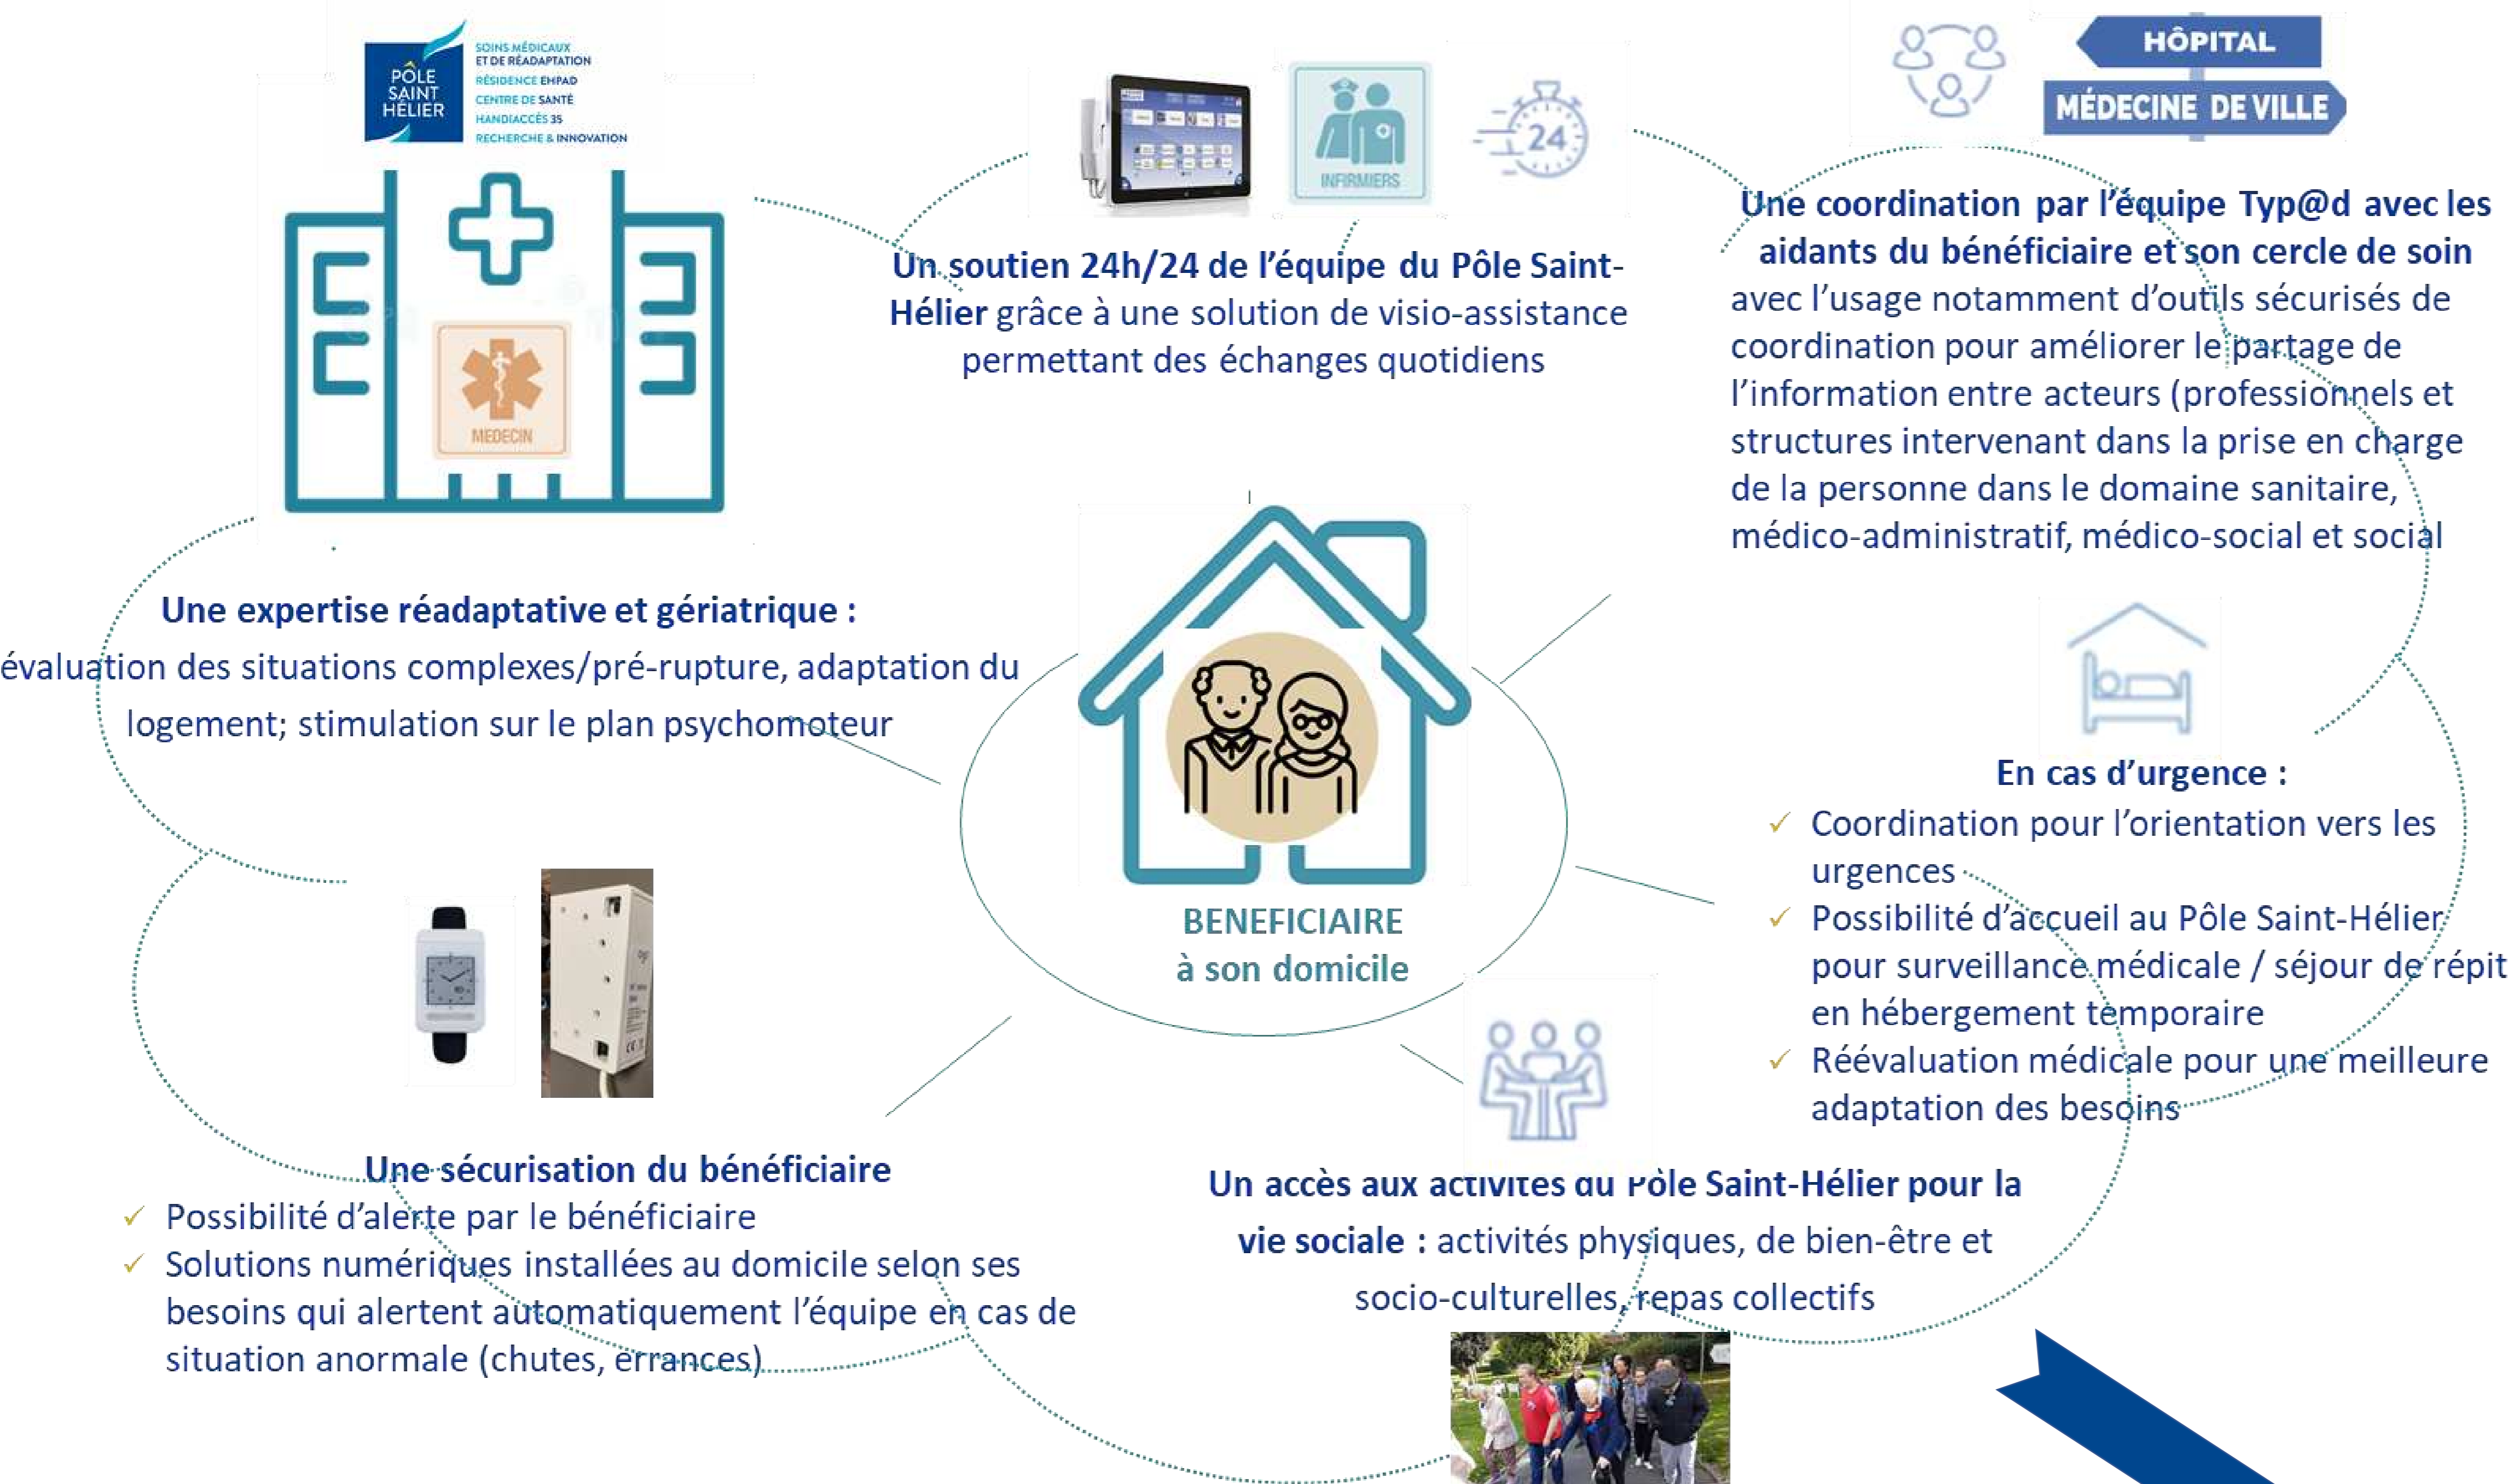 PÔLE
SAINT
HÉLIER
SOINS MÉDICAUX
ET DE RÉADAPTATION
RÉSIDENCE EHPAD
CENTRE DE SANTÉ
HANDIACCÈS 35
RECHERCHE & INNOVATION
MEDECIN
INFIRMIERS
24
Un soutien 24h/24 de l’équipe du Pôle Saint-
Hélier grâce à une solution de visio-assistance
permettant des échanges quotidiens
HÔPITAL
MÉDECINE DE VILLE
Une coordination par l’équipe Typ@d avec les
aidants du bénéficiaire et son cercle de soin
avec l’usage notamment d’outils sécurisés de
coordination pour améliorer le partage de
l’information entre acteurs (professionnels et
structures intervenant dans la prise en charge
de la personne dans le domaine sanitaire,
médico-administratif, médico-social et social
Une expertise réadaptative et gériatrique :
évaluation des situations complexes/pré-rupture, adaptation du
logement; stimulation sur le plan psychomoteur
BENEFICIAIRE
à son domicile
En cas d’urgence :
✓ Coordination pour l’orientation vers les
urgences
✓ Possibilité d’accueil au Pôle Saint-Hélier
pour surveillance médicale / séjour de répit
en hébergement temporaire
✓ Réévaluation médicale pour une meilleure
adaptation des besoins
Une sécurisation du bénéficiaire
✓ Possibilité d’alerte par le bénéficiaire
✓ Solutions numériques installées au domicile selon ses
besoins qui alertent automatiquement l’équipe en cas de
situation anormale (chutes, errances)
Un accès aux activités du Pôle Saint-Hélier pour la
vie sociale : activités physiques, de bien-être et
socio-culturelles, repas collectifs